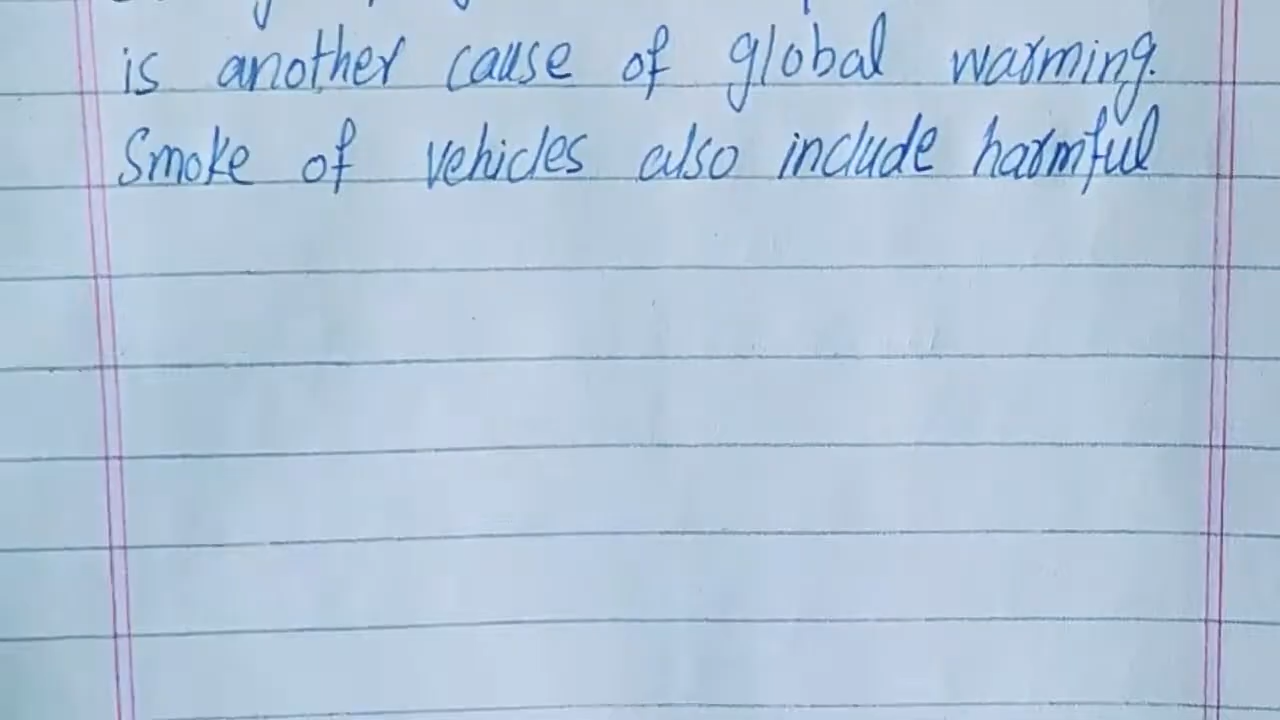 is another cause of global warming.
Smoke of vehicles also include harmful